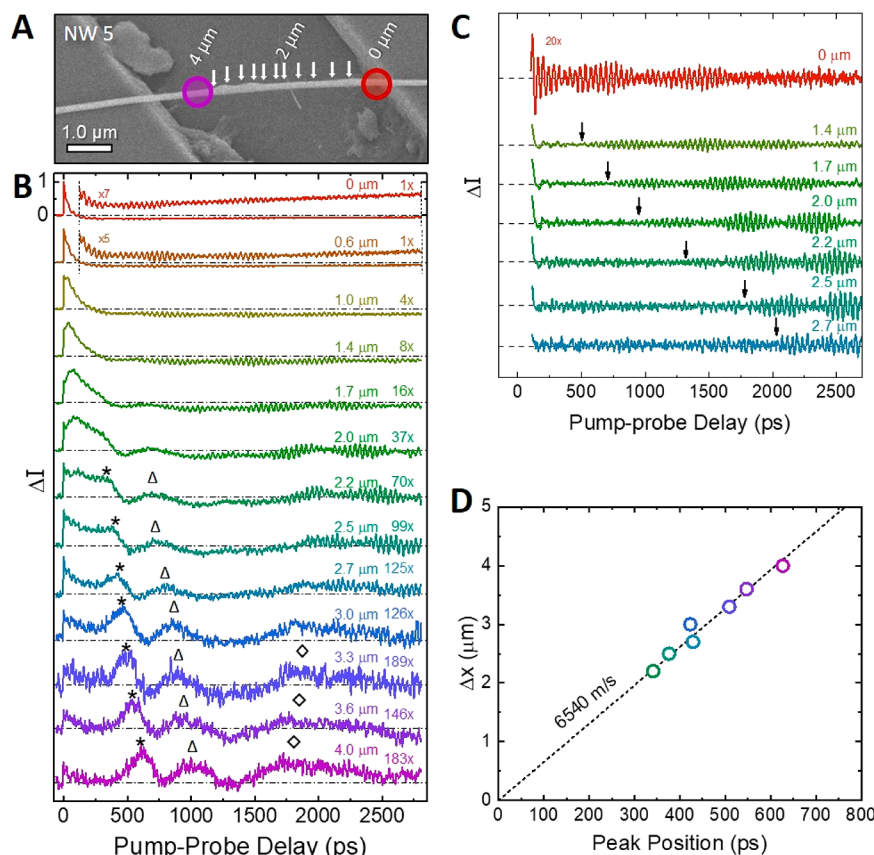 A
NW 5
4 μm
2 μm
0 μm
1.0 μm
B
1
0
x7
0 μm 1x
x5
0.6 μm 1x
1.0 μm 4x
1.4 μm 8x
1.7 μm 16x
2.0 μm 37x
* Δ 2.2 μm 70x
* Δ 2.5 μm 99x
* Δ 2.7 μm 125x
* Δ 3.0 μm 126x
* Δ ◇ 3.3 μm 189x
* Δ ◇ 3.6 μm 146x
* Δ ◇ 4.0 μm 183x
ΔI
0 500 1000 1500 2000 2500
Pump-Probe Delay (ps)
C
20x
0 μm
1.4 μm
1.7 μm
2.0 μm
2.2 μm
2.5 μm
2.7 μm
ΔI
0 500 1000 1500 2000 2500
Pump-probe Delay (ps)
D
5
4
3
2
1
0
Δx (μm)
6540 m/s
0 100 200 300 400 500 600 700 800
Peak Position (ps)